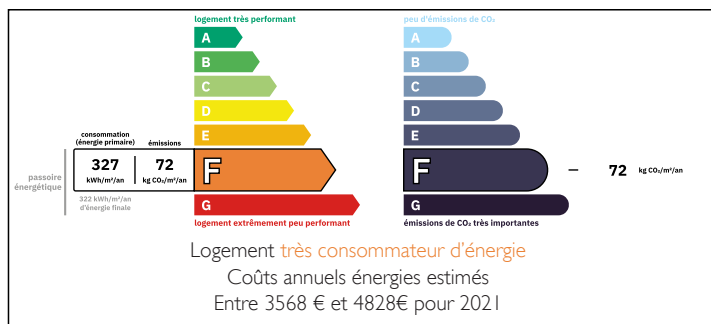 logement très performant
A
B
C
D
E
F
G
logement extrêmement peu performant
consommation
(énergie primaire)
émissions
327
kWh/m²/an
72
kg CO₂/m²/an
passoire
énergétique
322 kWh/m²/an
d'énergie finale
peu d'émissions de CO₂
A
B
C
D
E
F
G
émissions de CO₂ très importantes
72 kg CO₂/m²/an
Logement très consommateur d'énergie
Coûts annuels énergies estimés
Entre 3568 € et 4828€ pour 2021